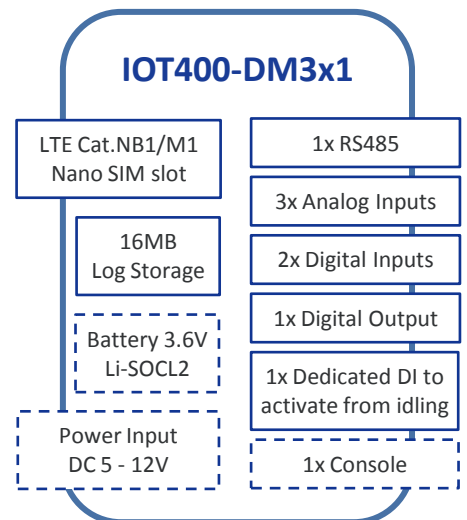 IOT400-DM3x1
LTE Cat.NB1/M1
Nano SIM slot
16MB
Log Storage
Battery 3.6V
Li-SOCL2
Power Input
DC 5 - 12V
1x RS485
3x Analog Inputs
2x Digital Inputs
1x Digital Output
1x Dedicated DI to
activate from idling
1x Console